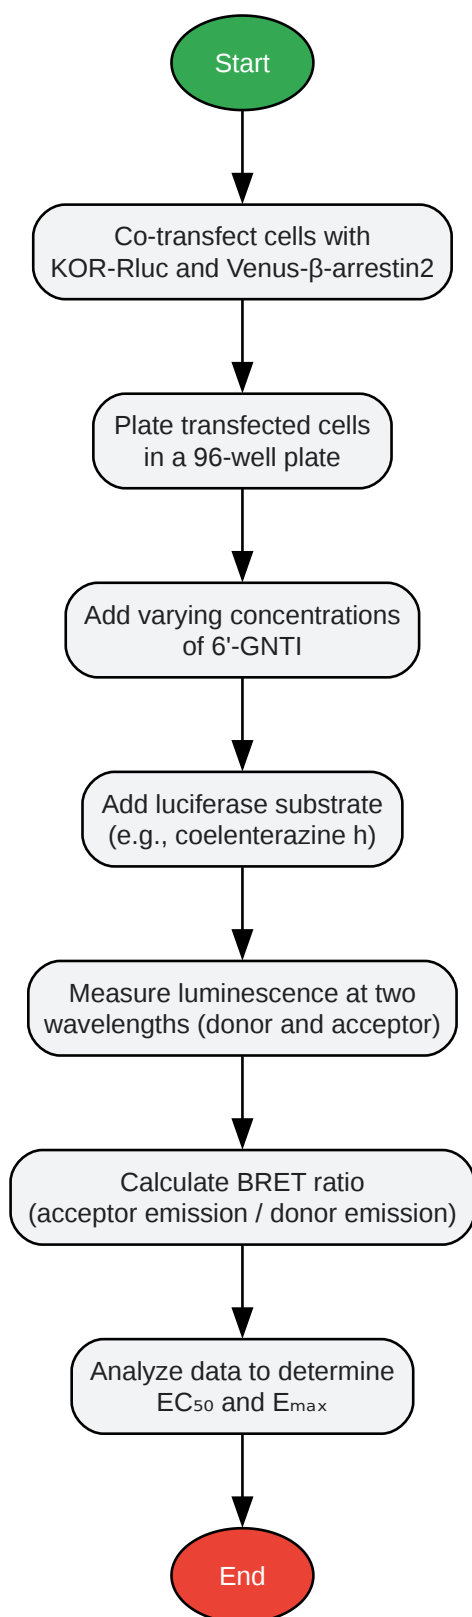 Start
Co-transfect cells with
KOR-Rluc and Venus-β-arrestin2
Plate transfected cells
in a 96-well plate
Add varying concentrations
of 6'-GNTI
Add luciferase substrate
(e.g., coelenterazine h)
Measure luminescence at two
wavelengths (donor and acceptor)
Calculate BRET ratio
(acceptor emission / donor emission)
Analyze data to determine
EC₅₀ and Eₘₐₓ
End